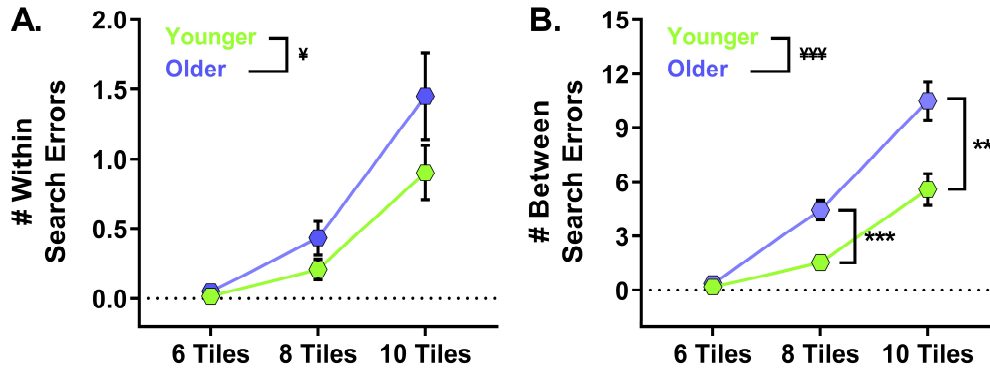 A.
# Within
Search Errors
2.0
1.5
1.0
0.5
0.0
Younger
Older
¥
6 Tiles
8 Tiles
10 Tiles
B.
# Between
Search Errors
15
12
9
6
3
0
Younger
Older
¥¥¥
***
**
6 Tiles
8 Tiles
10 Tiles